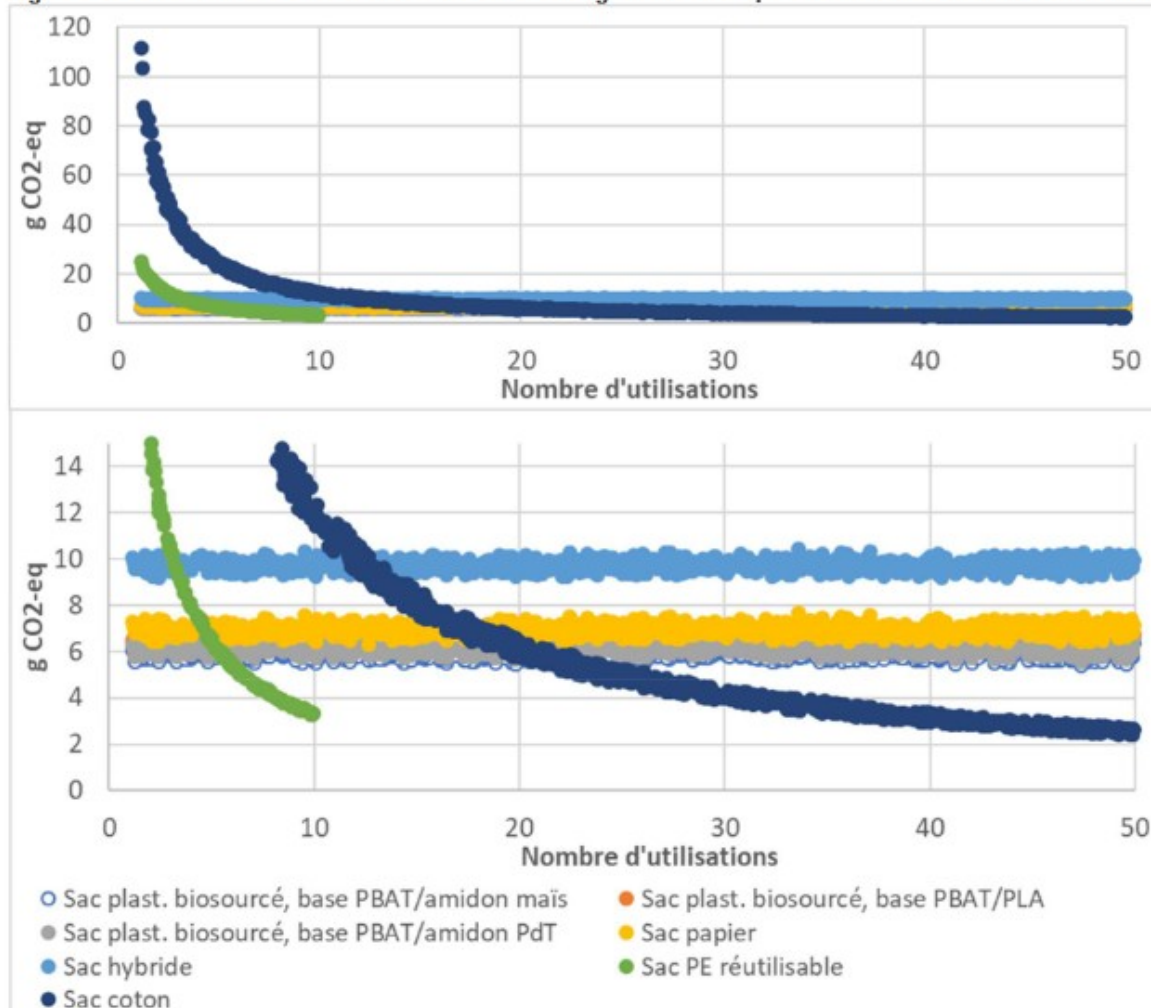 120
100
80
60
40
20
0
g CO2-eq
0 10 20 30 40 50
Nombre d'utilisations
14
12
10
8
6
4
2
0
g CO2-eq
0 10 20 30 40 50
Nombre d'utilisations
Sac plast. biosourcé, base PBAT/amidon maïs
Sac plast. biosourcé, base PBAT/PLA
Sac plast. biosourcé, base PBAT/amidon PdT
Sac papier
Sac hybride
Sac PE réutilisable
Sac coton